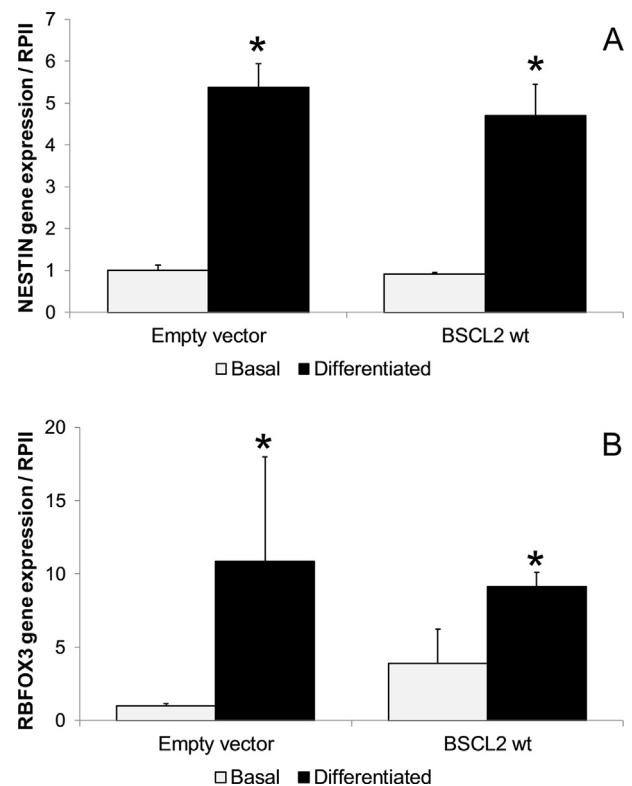 A
NESTIN gene expression / RPII
7
6
5
4
3
2
1
0
*
*
Empty vector
BSCL2 wt
Basal
Differentiated
B
RBFOX3 gene expression / RPII
20
15
10
5
0
*
*
Empty vector
BSCL2 wt
Basal
Differentiated